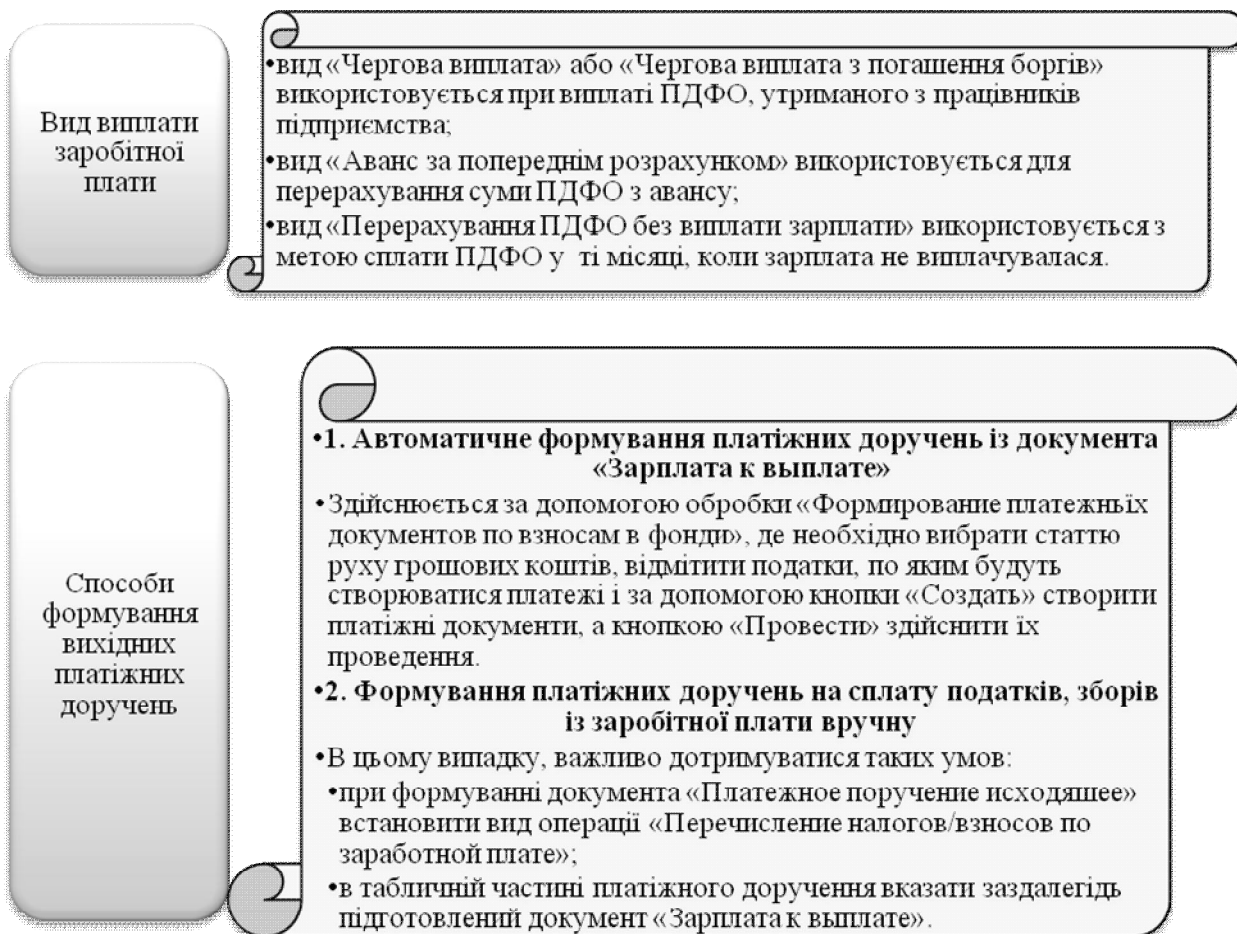 Вид виплати
заробітної
плати
•вид «Чергова виплата» або «Чергова виплата з погашення боргів»
використовується при виплаті ПДФО, утриманого з працівників
підприємства;
•вид «Аванс за попереднім розрахунком» використовується для
перерахування суми ПДФО з авансу;
•вид «Перерахування ПДФО без виплати зарплати» використовується з
метою сплати ПДФО у ті місяці, коли зарплата не виплачувалася.
Способи
формування
вихідних
платіжних
доручень
•1. Автоматичне формування платіжних доручень із документа
«Зарплата к выплате»
•Здійснюється за допомогою обробки «Формирование платежньїх
документов по взносам в фонди», де необхідно вибрати статтю
руху грошових коштів, відмітити податки, по яким будуть
створюватися платежі і за допомогою кнопки «Создать» створити
платіжні документи, а кнопкою «Провести» здійснити їх
проведення.
•2. Формування платіжних доручень на сплату податків, зборів
із заробітної плати вручну
•В цьому випадку, важливо дотримуватися таких умов:
•при формуванні документа «Платежное поручение исходяшее»
встановити вид операції «Перечисление налогов/взносов по
заработной плате»;
•в табличній частині платіжного доручення вказати заздалегідь
підготовлений документ «Зарплата к выплате».